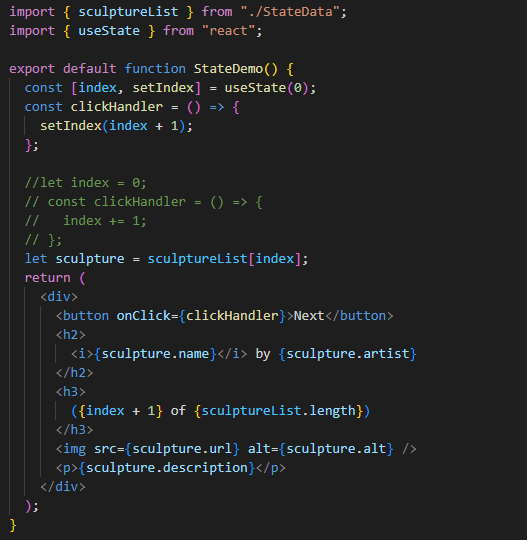 import { sculptureList } from "./StateData";
import { useState } from "react";

export default function StateDemo() {
  const [index, setIndex] = useState(0);
  const clickHandler = () => {
    setIndex(index + 1);
  };

  //let index = 0;
  // const clickHandler = () => {
  //   index += 1;
  // };
  let sculpture = sculptureList[index];
  return (
    <div>
      <button onClick={clickHandler}>Next</button>
      <h2>
        <i>{sculpture.name}</i> by {sculpture.artist}
      </h2>
      <h3>
        ({index + 1} of {sculptureList.length})
      </h3>
      <img src={sculpture.url} alt={sculpture.alt} />
      <p>{sculpture.description}</p>
    </div>
  );
}